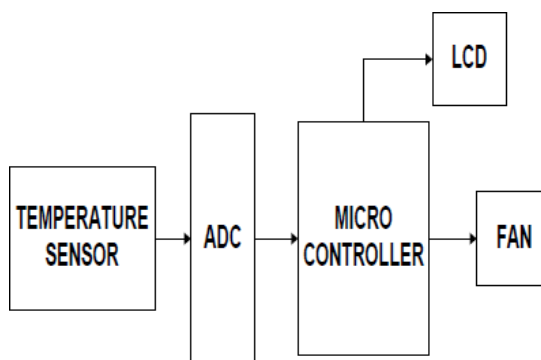 LCD
TEMPERATURE
SENSOR
ADC
MICRO
CONTROLLER
FAN